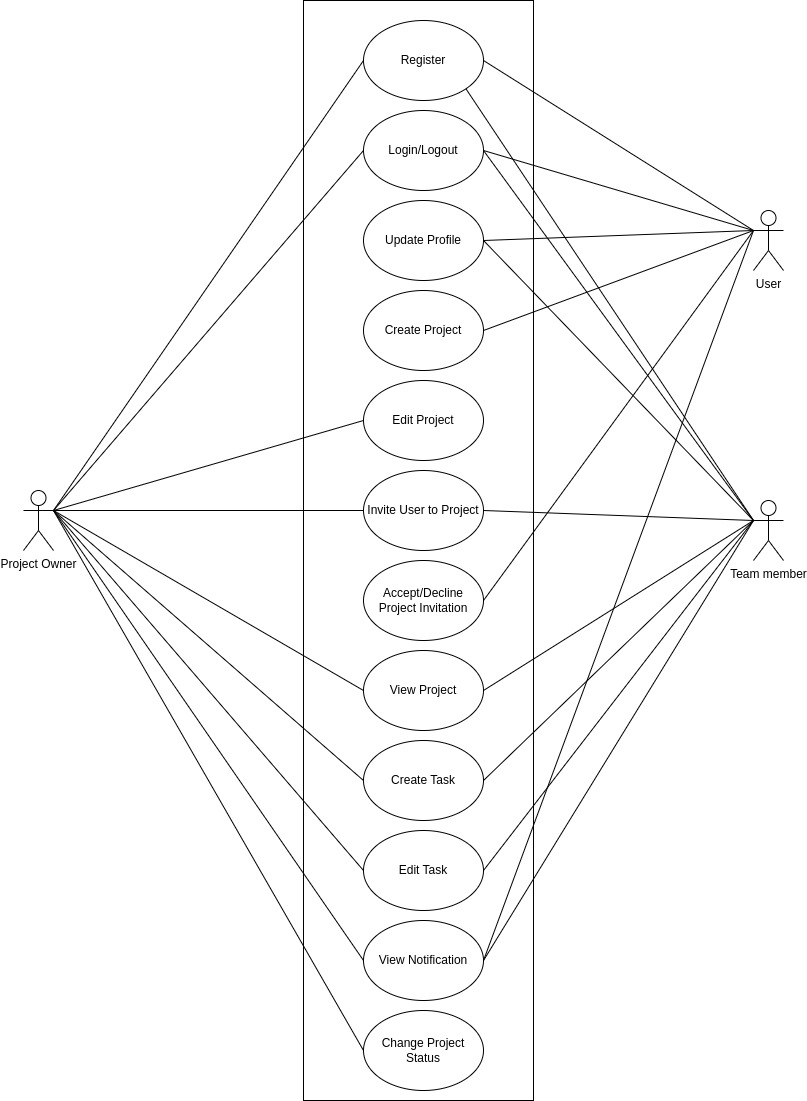 Register
Login/Logout
Update Profile
User
Create Project
Edit Project
Invite User to Project
Project Owner
Team member
Accept/Decline
Project Invitation
View Project
Create Task
Edit Task
View Notification
Change Project
Status